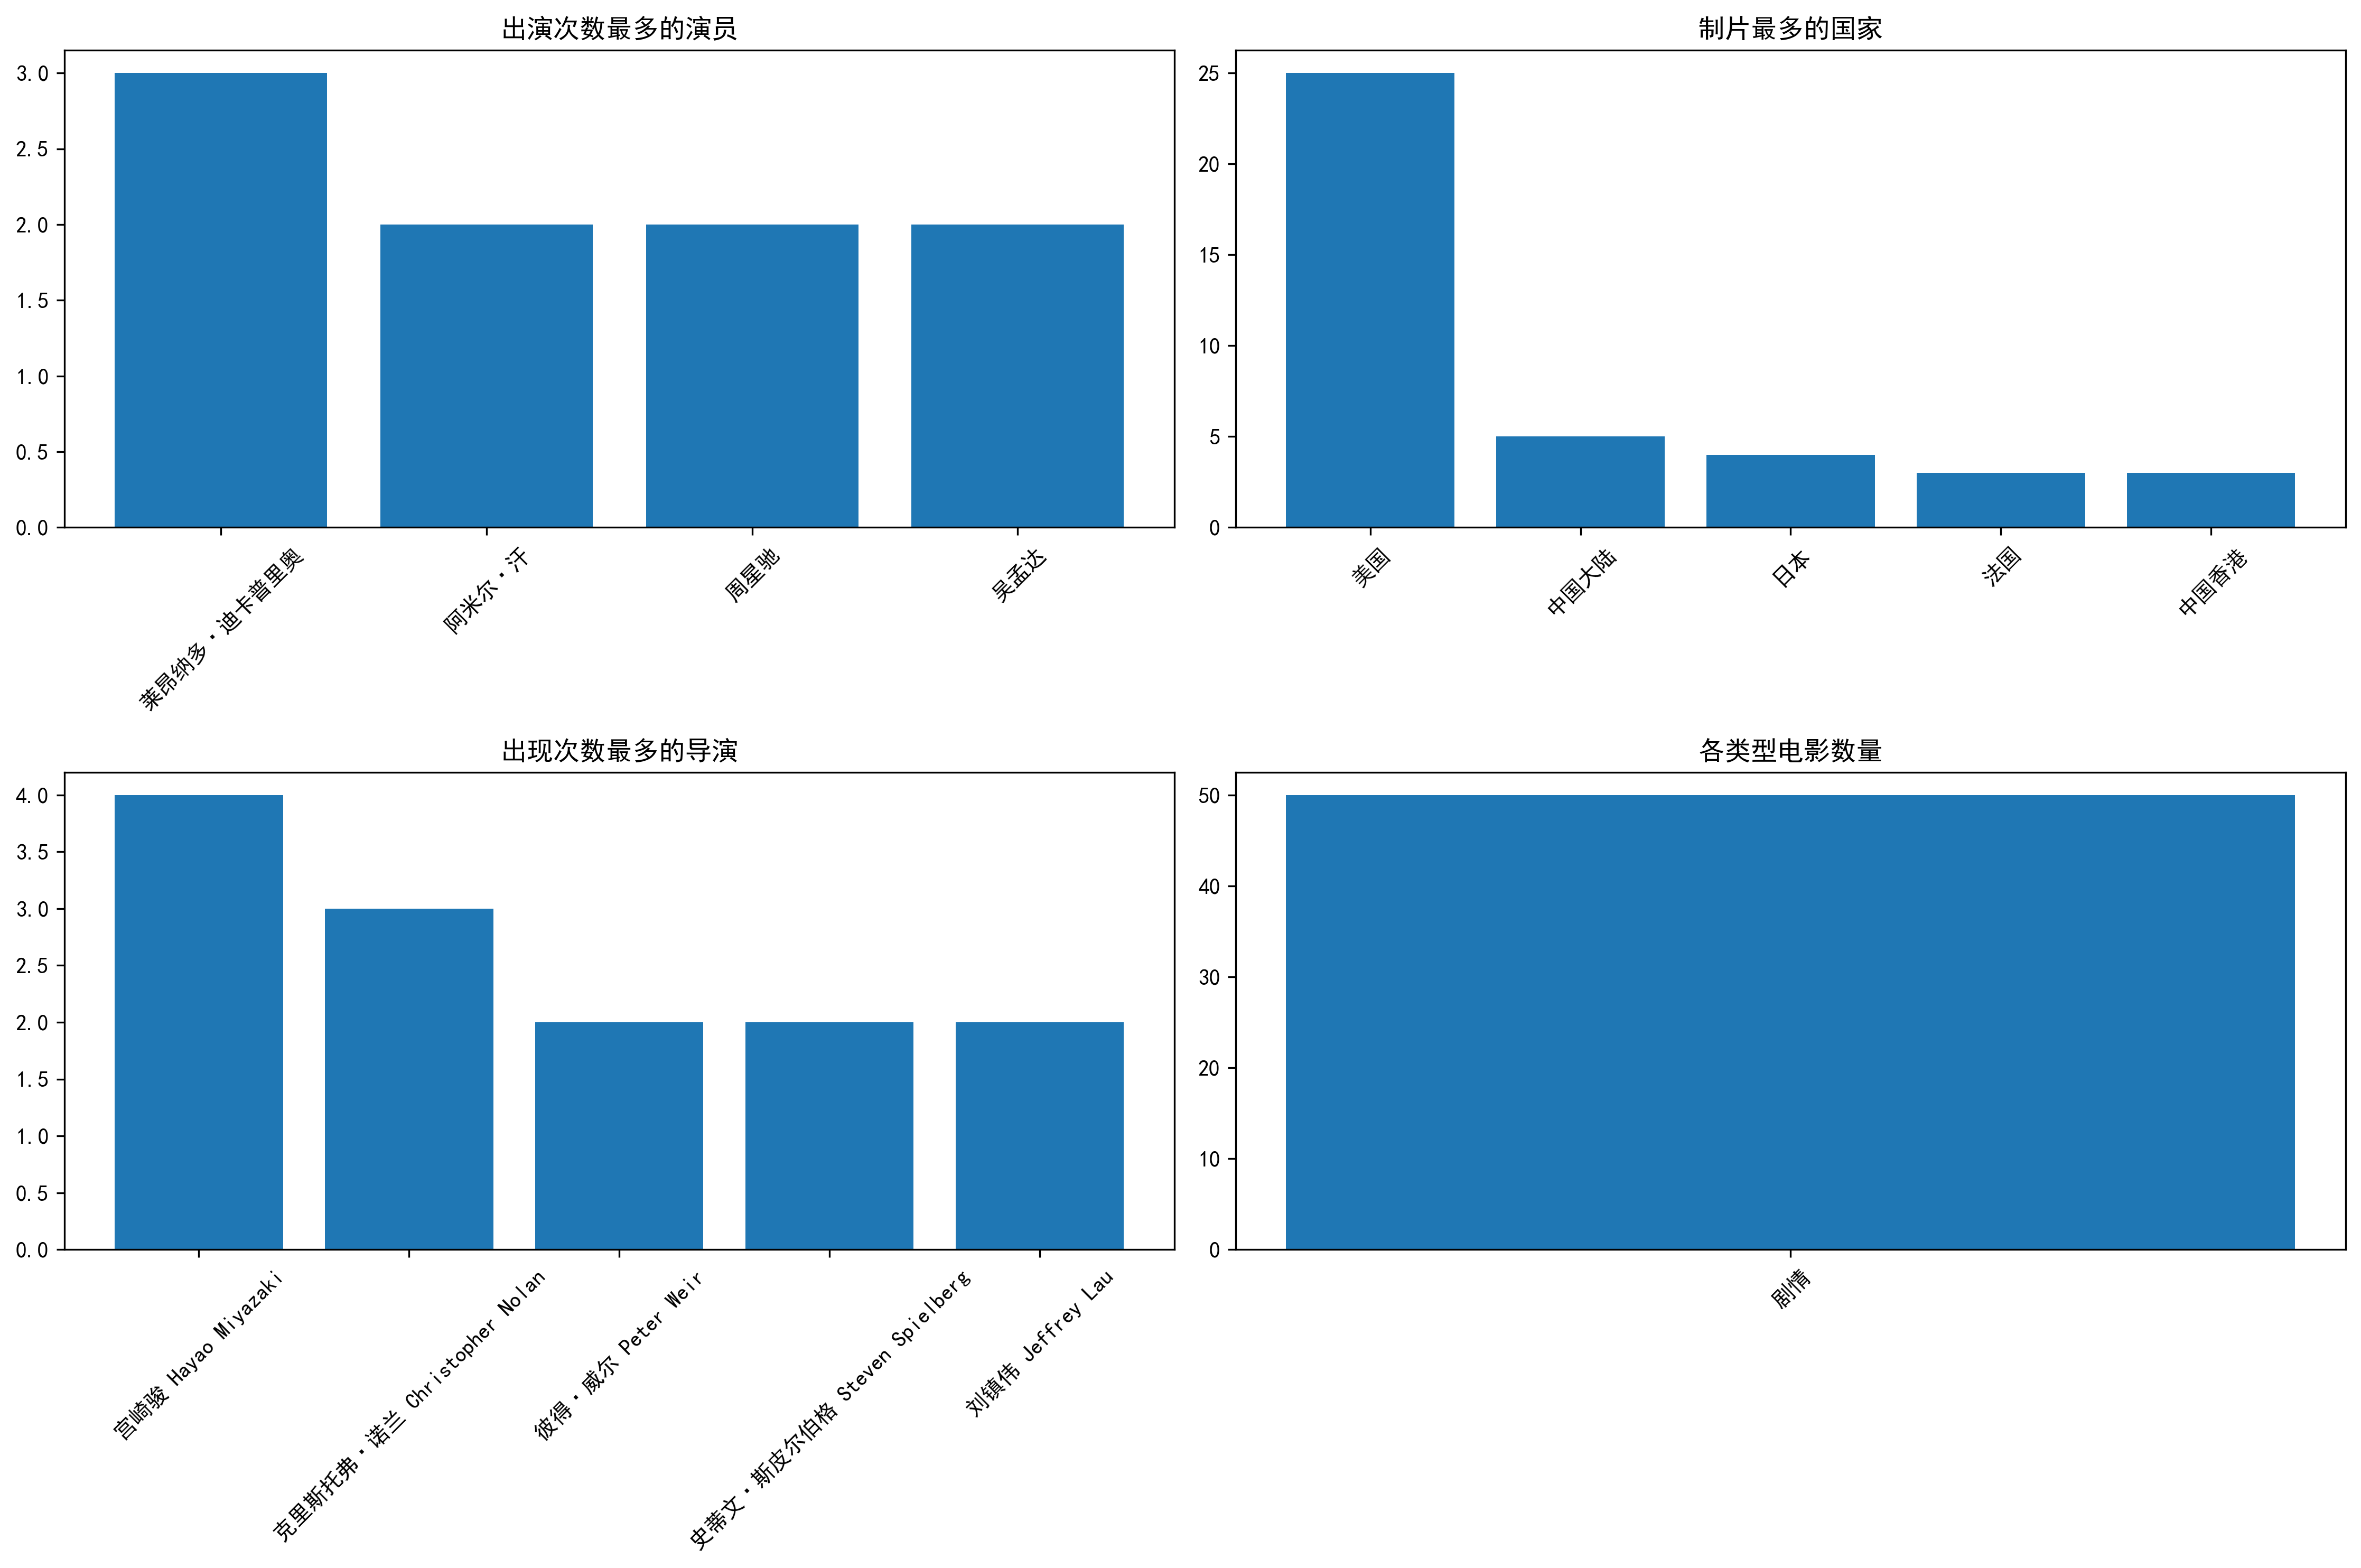 出演次数最多的演员
3.0
2.5
2.0
1.5
1.0
0.5
0.0
莱昂纳多·迪卡普里奥
阿米尔·汗
周星驰
吴孟达
制片最多的国家
25
20
15
10
5
0
美国
中国大陆
日本
法国
中国香港
出现次数最多的导演
4.0
3.5
3.0
2.5
2.0
1.5
1.0
0.5
0.0
宫崎骏 Hayao Miyazaki
克里斯托弗·诺兰 Christopher Nolan
彼得·威尔 Peter Weir
史蒂文·斯皮尔伯格 Steven Spielberg
刘镇伟 Jeffrey Lau
各类型电影数量
50
40
30
20
10
0
剧情